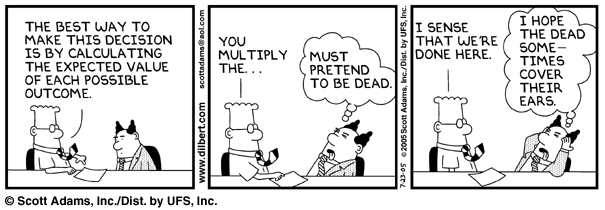 THE BEST WAY TO
MAKE THIS DECISION
IS BY CALCULATING
THE EXPECTED VALUE
OF EACH POSSIBLE
OUTCOME.
www.dilbert.com
scottadams@aol.com
YOU
MULTIPLY
THE...
MUST
PRETEND
TO BE DEAD.
7-23-05 © 2005 Scott Adams, Inc./Dist. by UFS, Inc.
I SENSE
THAT WE'RE
DONE HERE.
I HOPE
THE DEAD
SOME-
TIMES
COVER
THEIR
EARS.
© Scott Adams, Inc./Dist. by UFS, Inc.